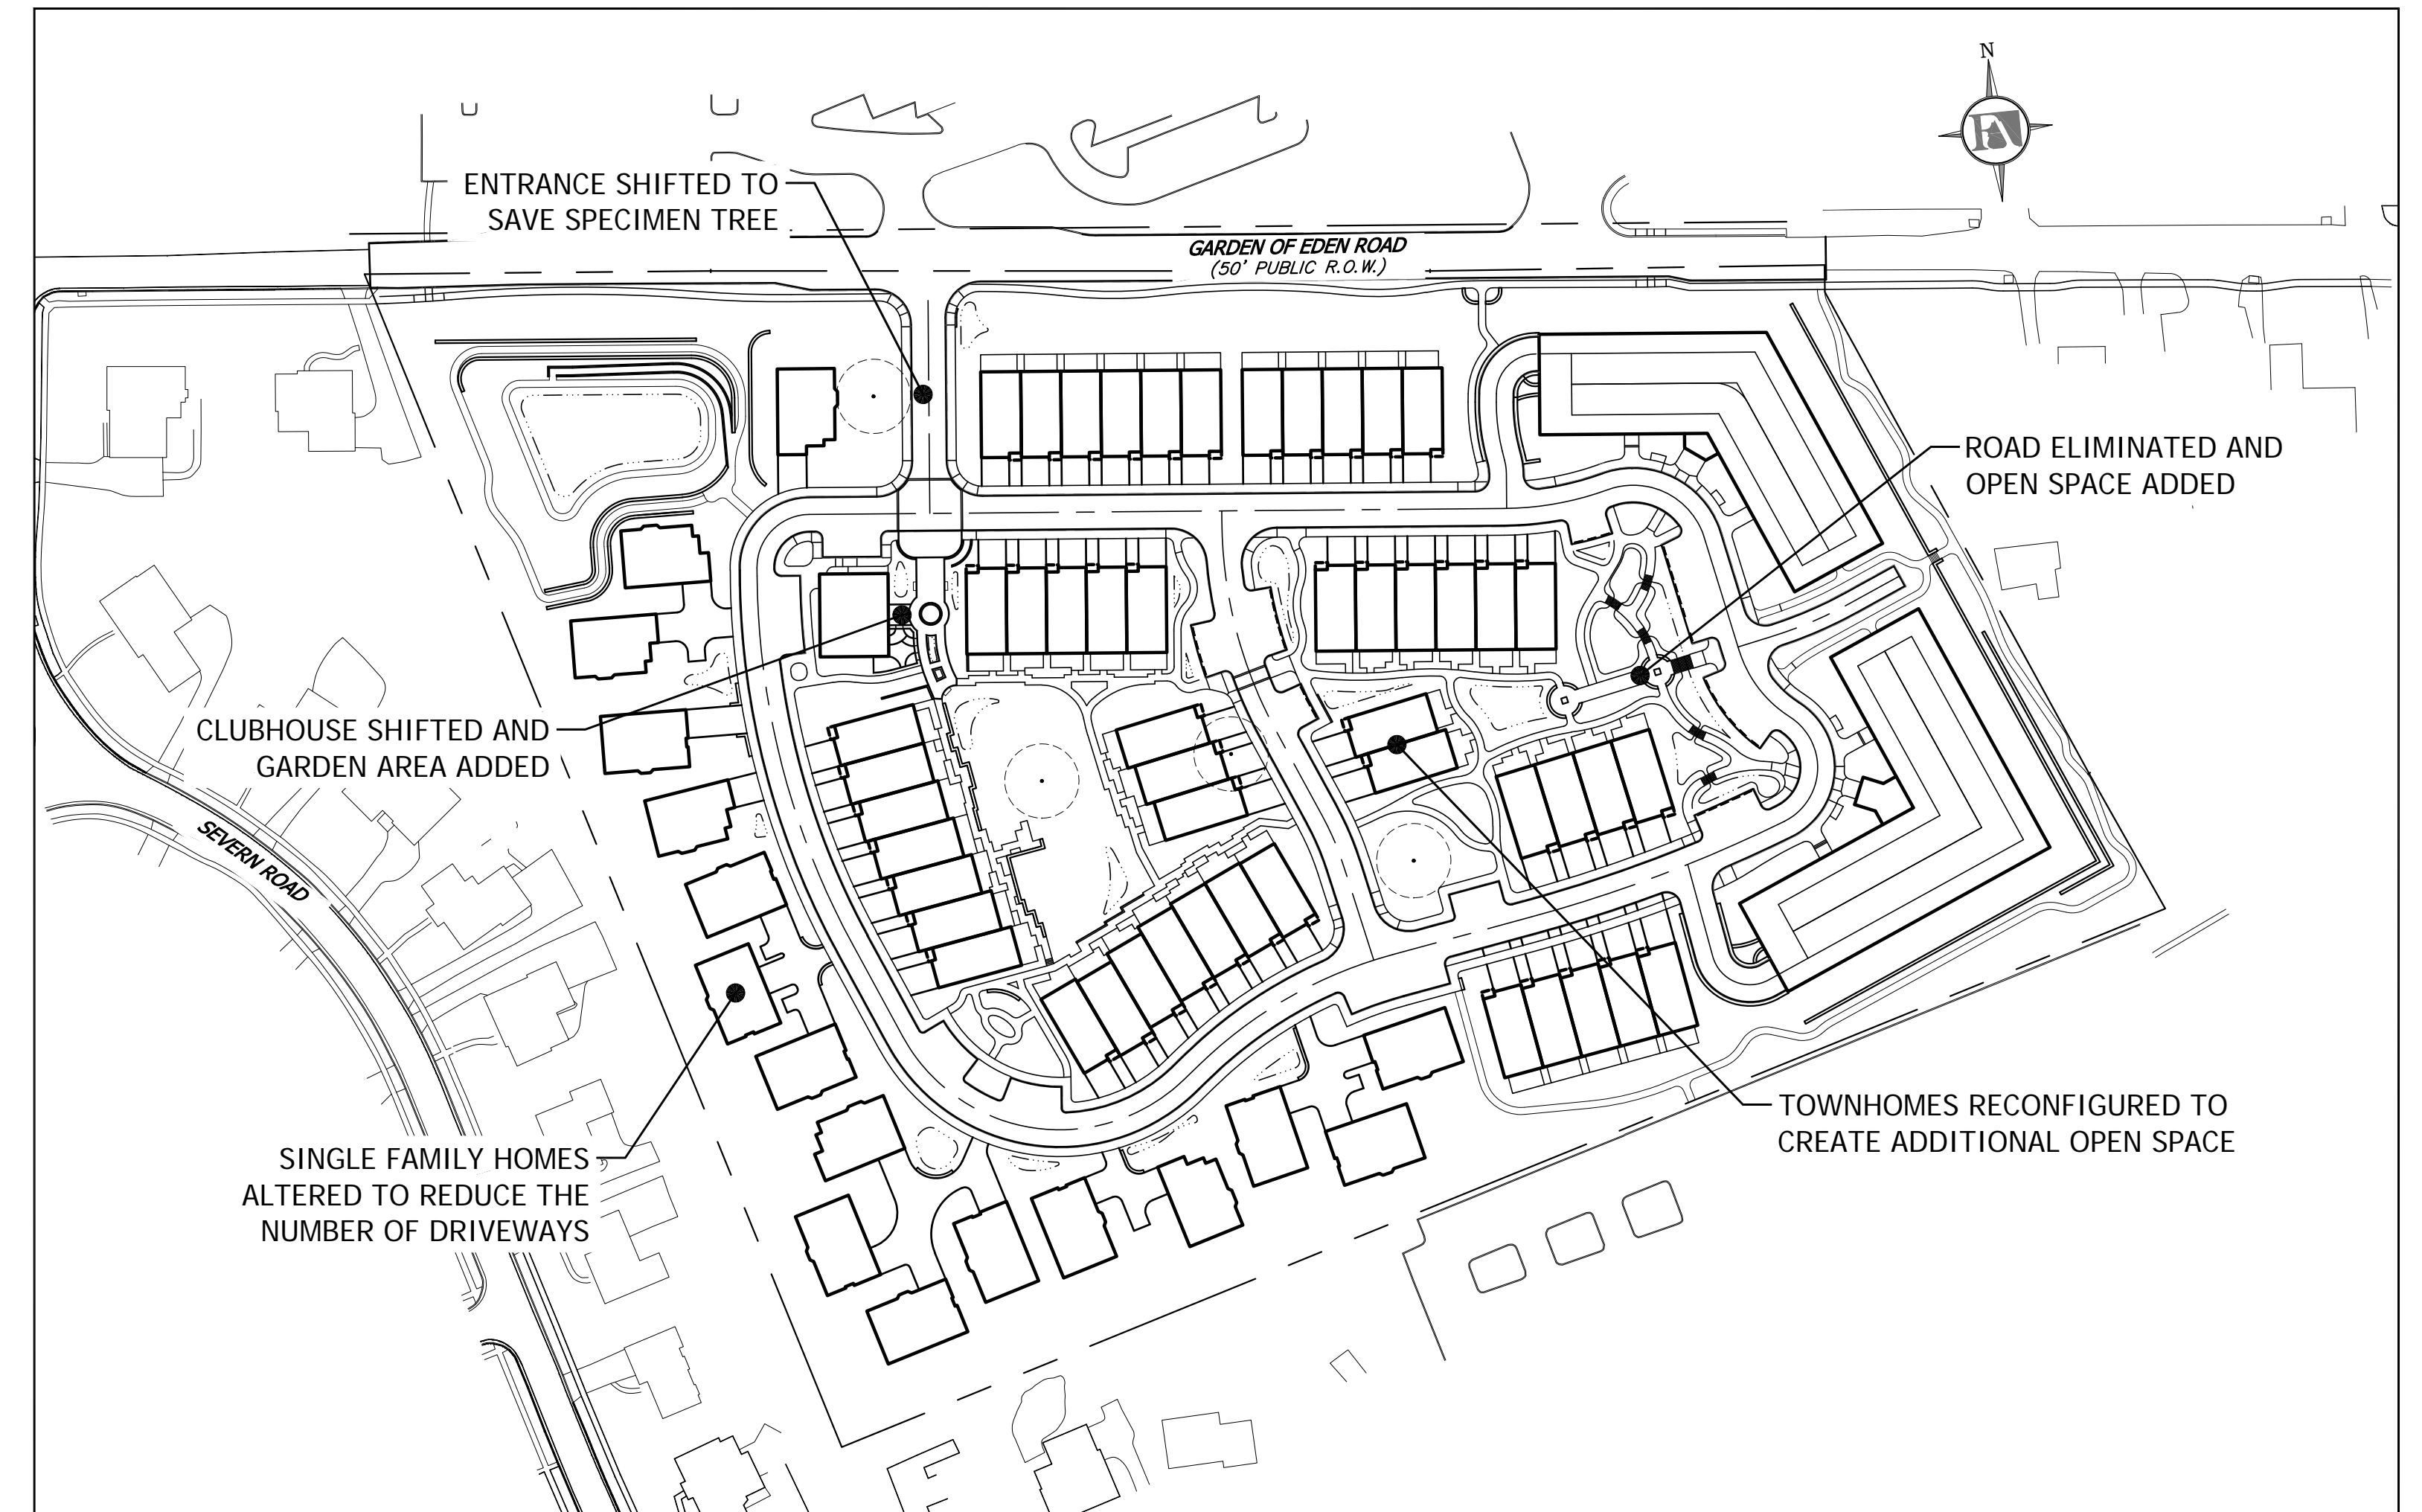 N
ENTRANCE SHIFTED TO
SAVE SPECIMEN TREE
GARDEN OF EDEN ROAD
(50' PUBLIC R.O.W.)
ROAD ELIMINATED AND
OPEN SPACE ADDED
CLUBHOUSE SHIFTED AND
GARDEN AREA ADDED
SEVERN ROAD
TOWNHOMES RECONFIGURED TO
CREATE ADDITIONAL OPEN SPACE
SINGLE FAMILY HOMES
ALTERED TO REDUCE THE
NUMBER OF DRIVEWAYS